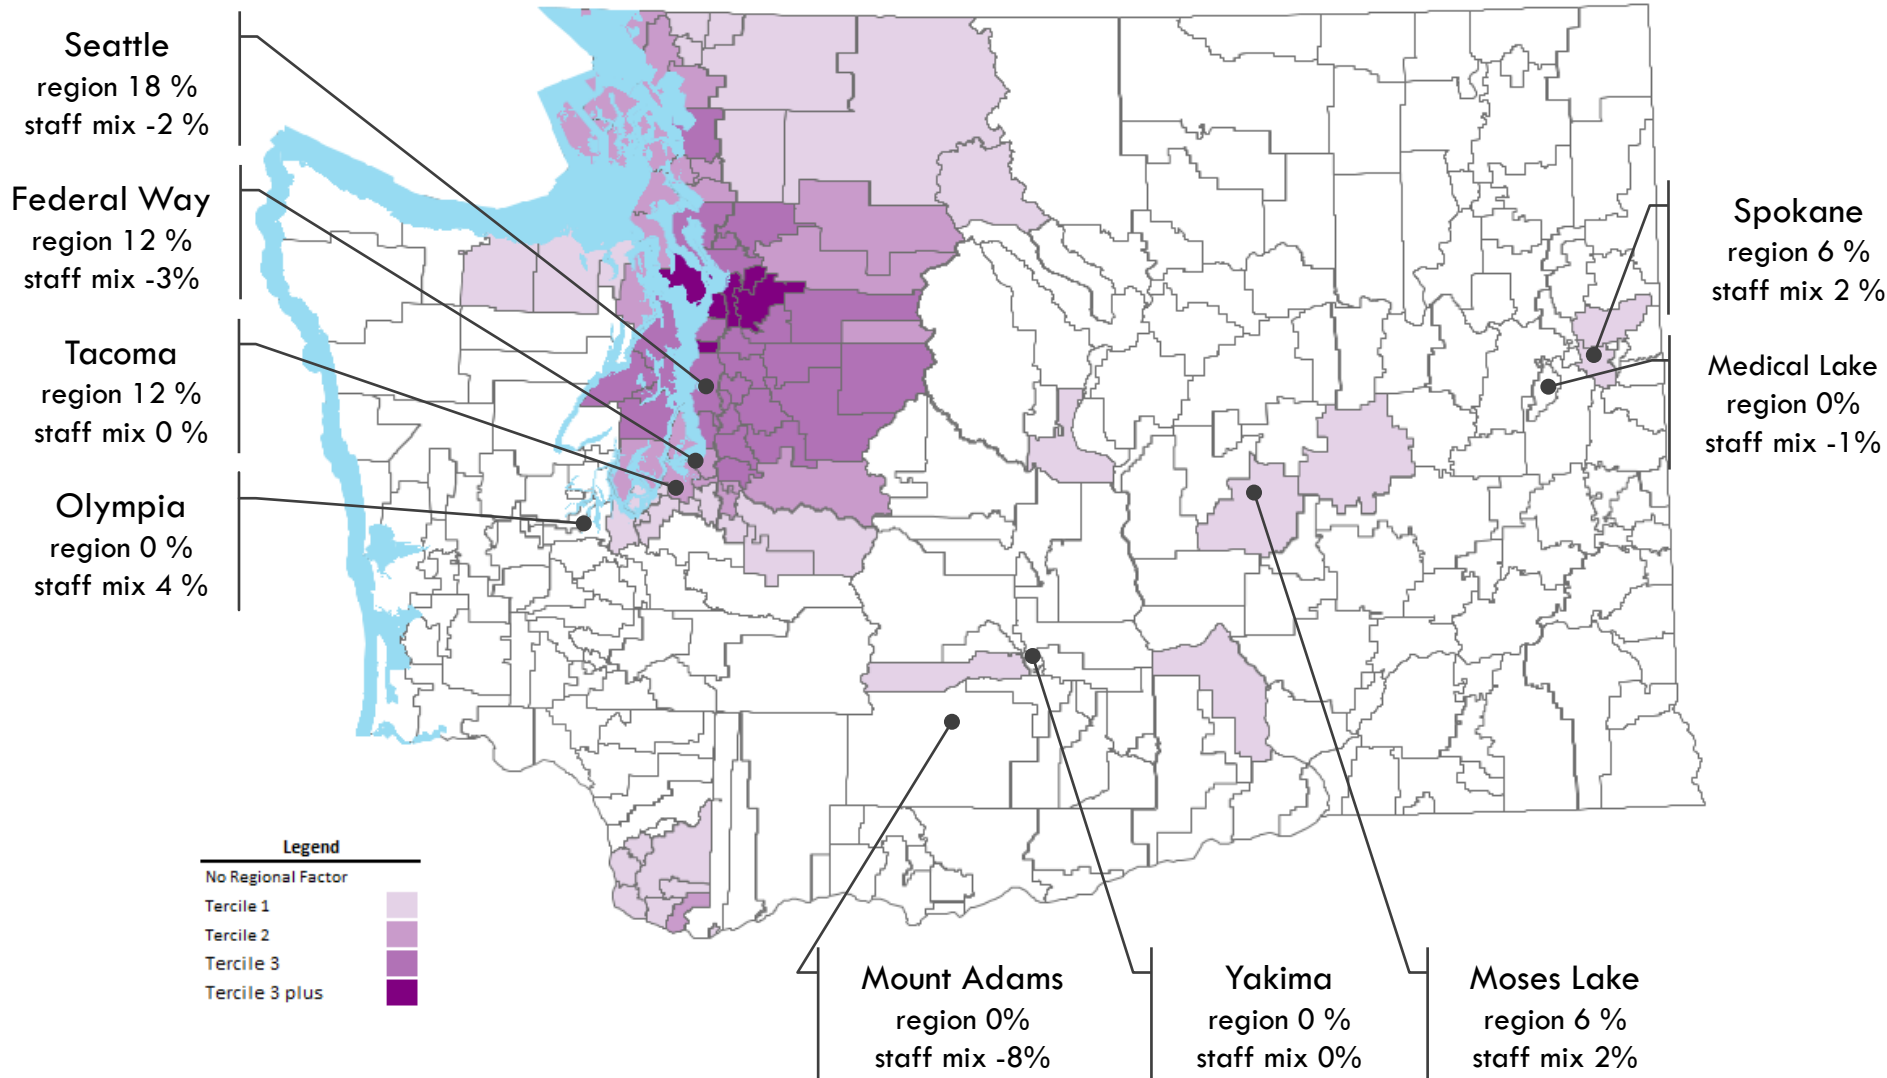 Seattle
region 18 %
staff mix -2 %
Federal Way
region 12 %
staff mix -3%
Tacoma
region 12 %
staff mix 0 %
Olympia
region 0 %
staff mix 4 %
Spokane
region 6 %
staff mix 2 %
Medical Lake
region 0%
staff mix -1%
Legend
No Regional Factor
Tercile 1
Tercile 2
Tercile 3
Tercile 3 plus
Mount Adams
region 0%
staff mix -8%
Yakima
region 0 %
staff mix 0%
Moses Lake
region 6 %
staff mix 2%